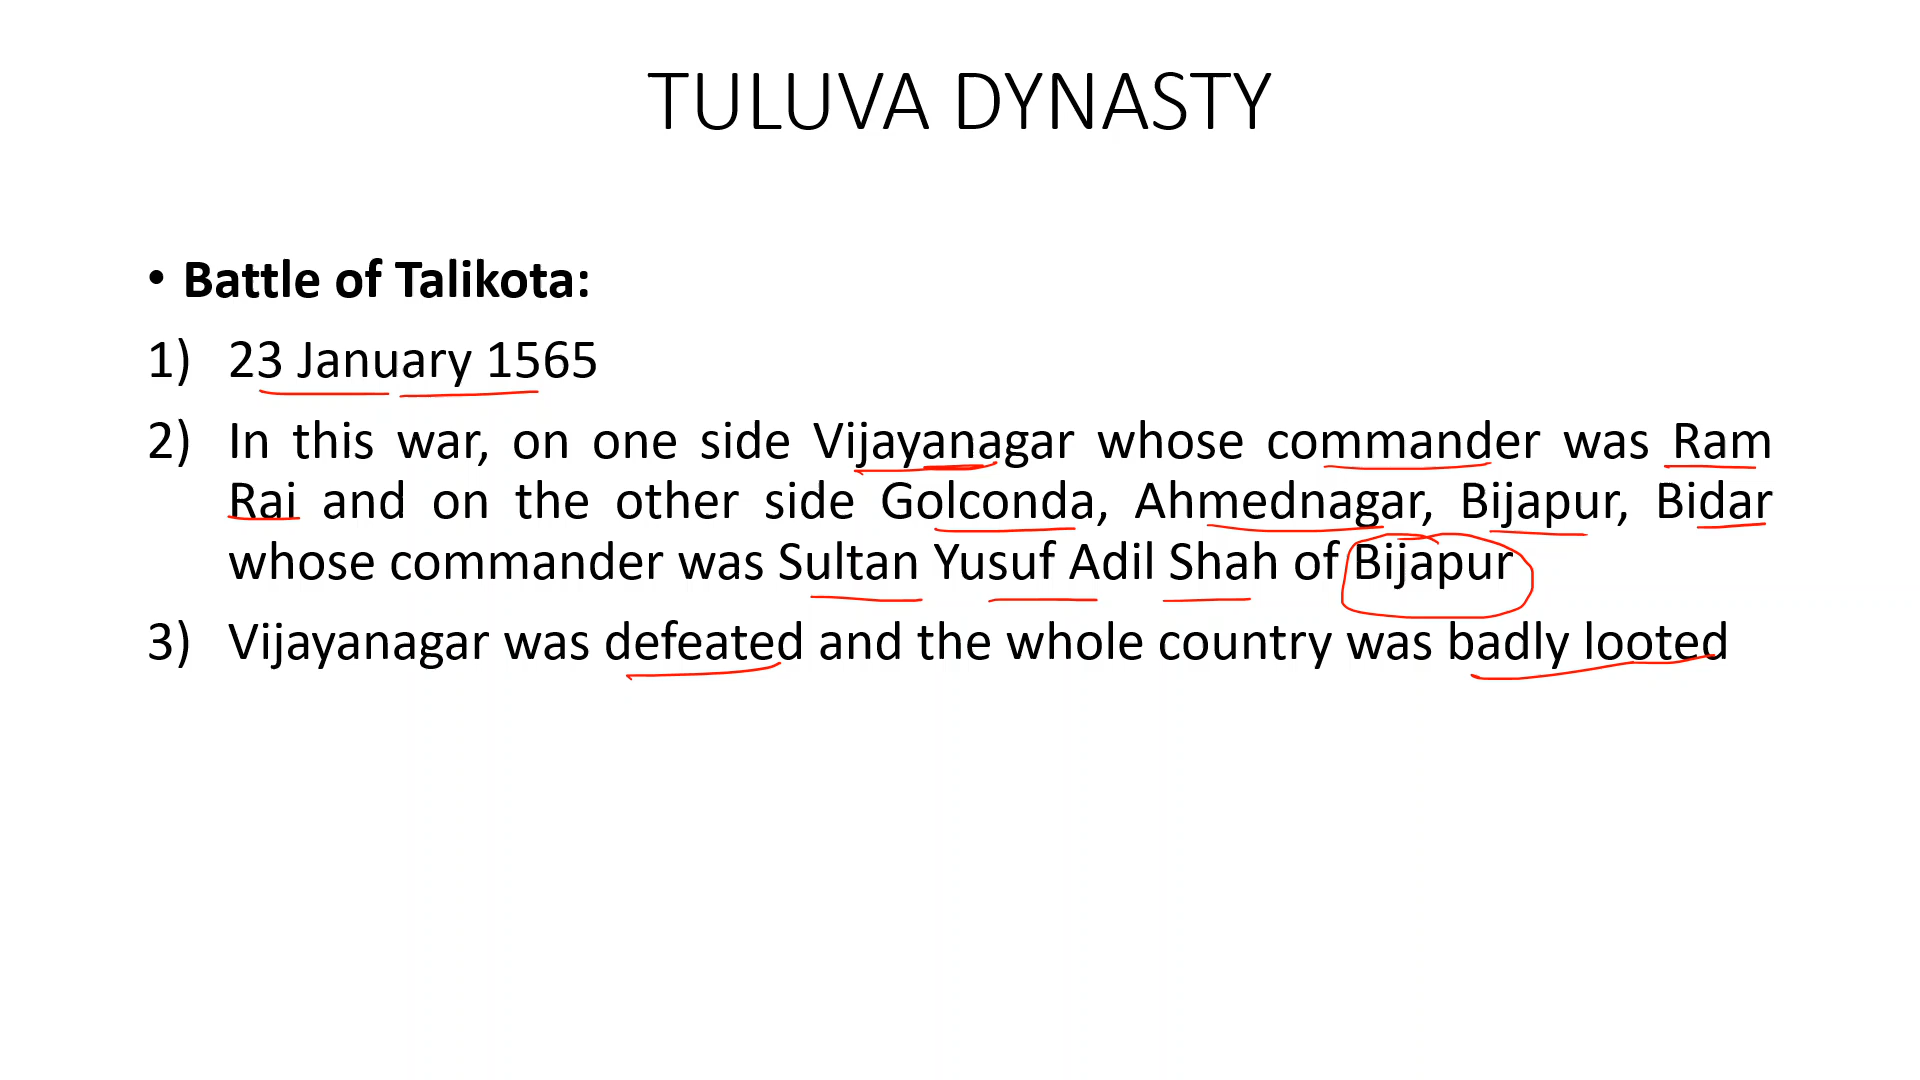 TULUVA DYNASTY
• Battle of Talikota:
1) 23 January 1565
2) In this war, on one side Vijayanagar whose commander was Ram
Rai and on the other side Golconda, Ahmednagar, Bijapur, Bidar
whose commander was Sultan Yusuf Adil Shah of Bijapur
3) Vijayanagar was defeated and the whole country was badly looted